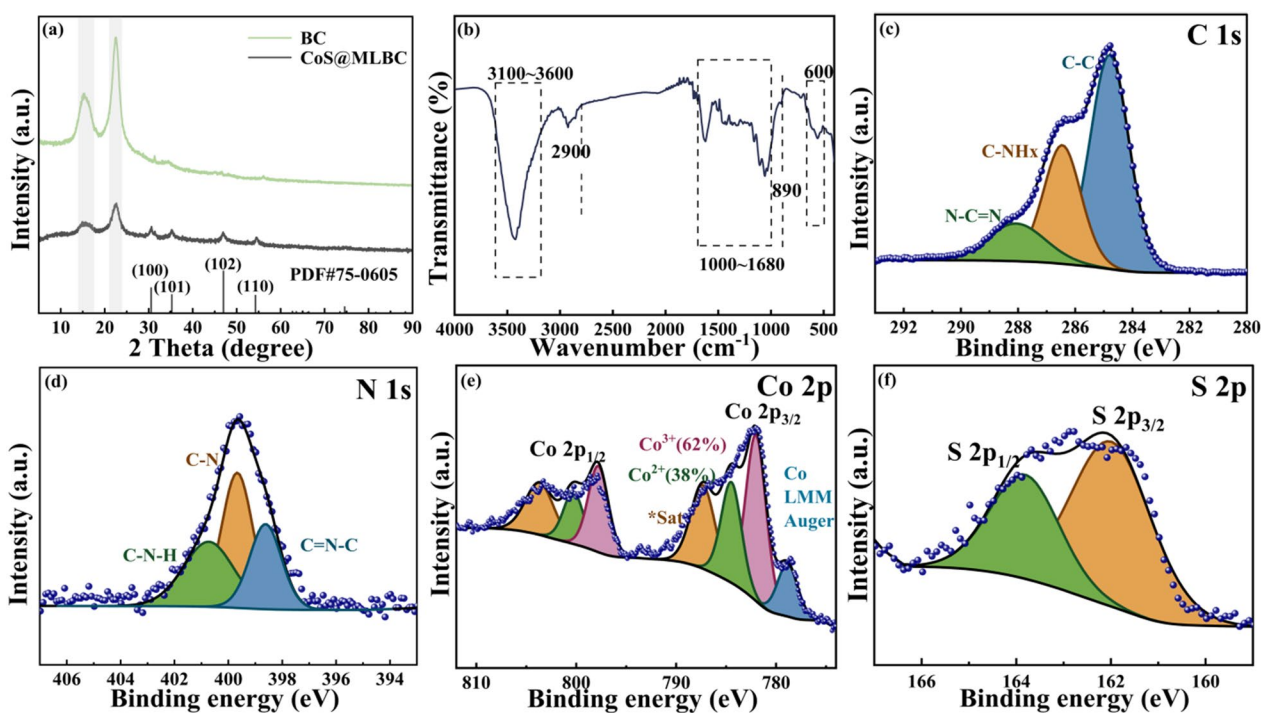 (a)
BC
CoS@MLBC
(100)
(101)
(102)
(110)
PDF#75-0605
Intensity (a.u.)
10 20 30 40 50 60 70 80 90
2 Theta (degree)
(b)
3100~3600
2900
1000~1680
890
600
Transmittance (%)
4000 3500 3000 2500 2000 1500 1000 500
Wavenumber (cm⁻¹)
(c)
C 1s
C-C
C-NHx
N-C=N
Intensity (a.u.)
292 290 288 286 284 282 280
Binding energy (eV)
(d)
N 1s
C-N
C-N-H
C=N-C
Intensity (a.u.)
406 404 402 400 398 396 394
Binding energy (eV)
(e)
Co 2p
Co 2p3/2
Co 2p1/2
Co³⁺(62%)
Co²⁺(38%)
*Sat
Co
LMM
Auger
Intensity (a.u.)
810 800 790 780
Binding energy (eV)
(f)
S 2p
S 2p3/2
S 2p1/2
Intensity (a.u.)
166 164 162 160
Binding energy (eV)